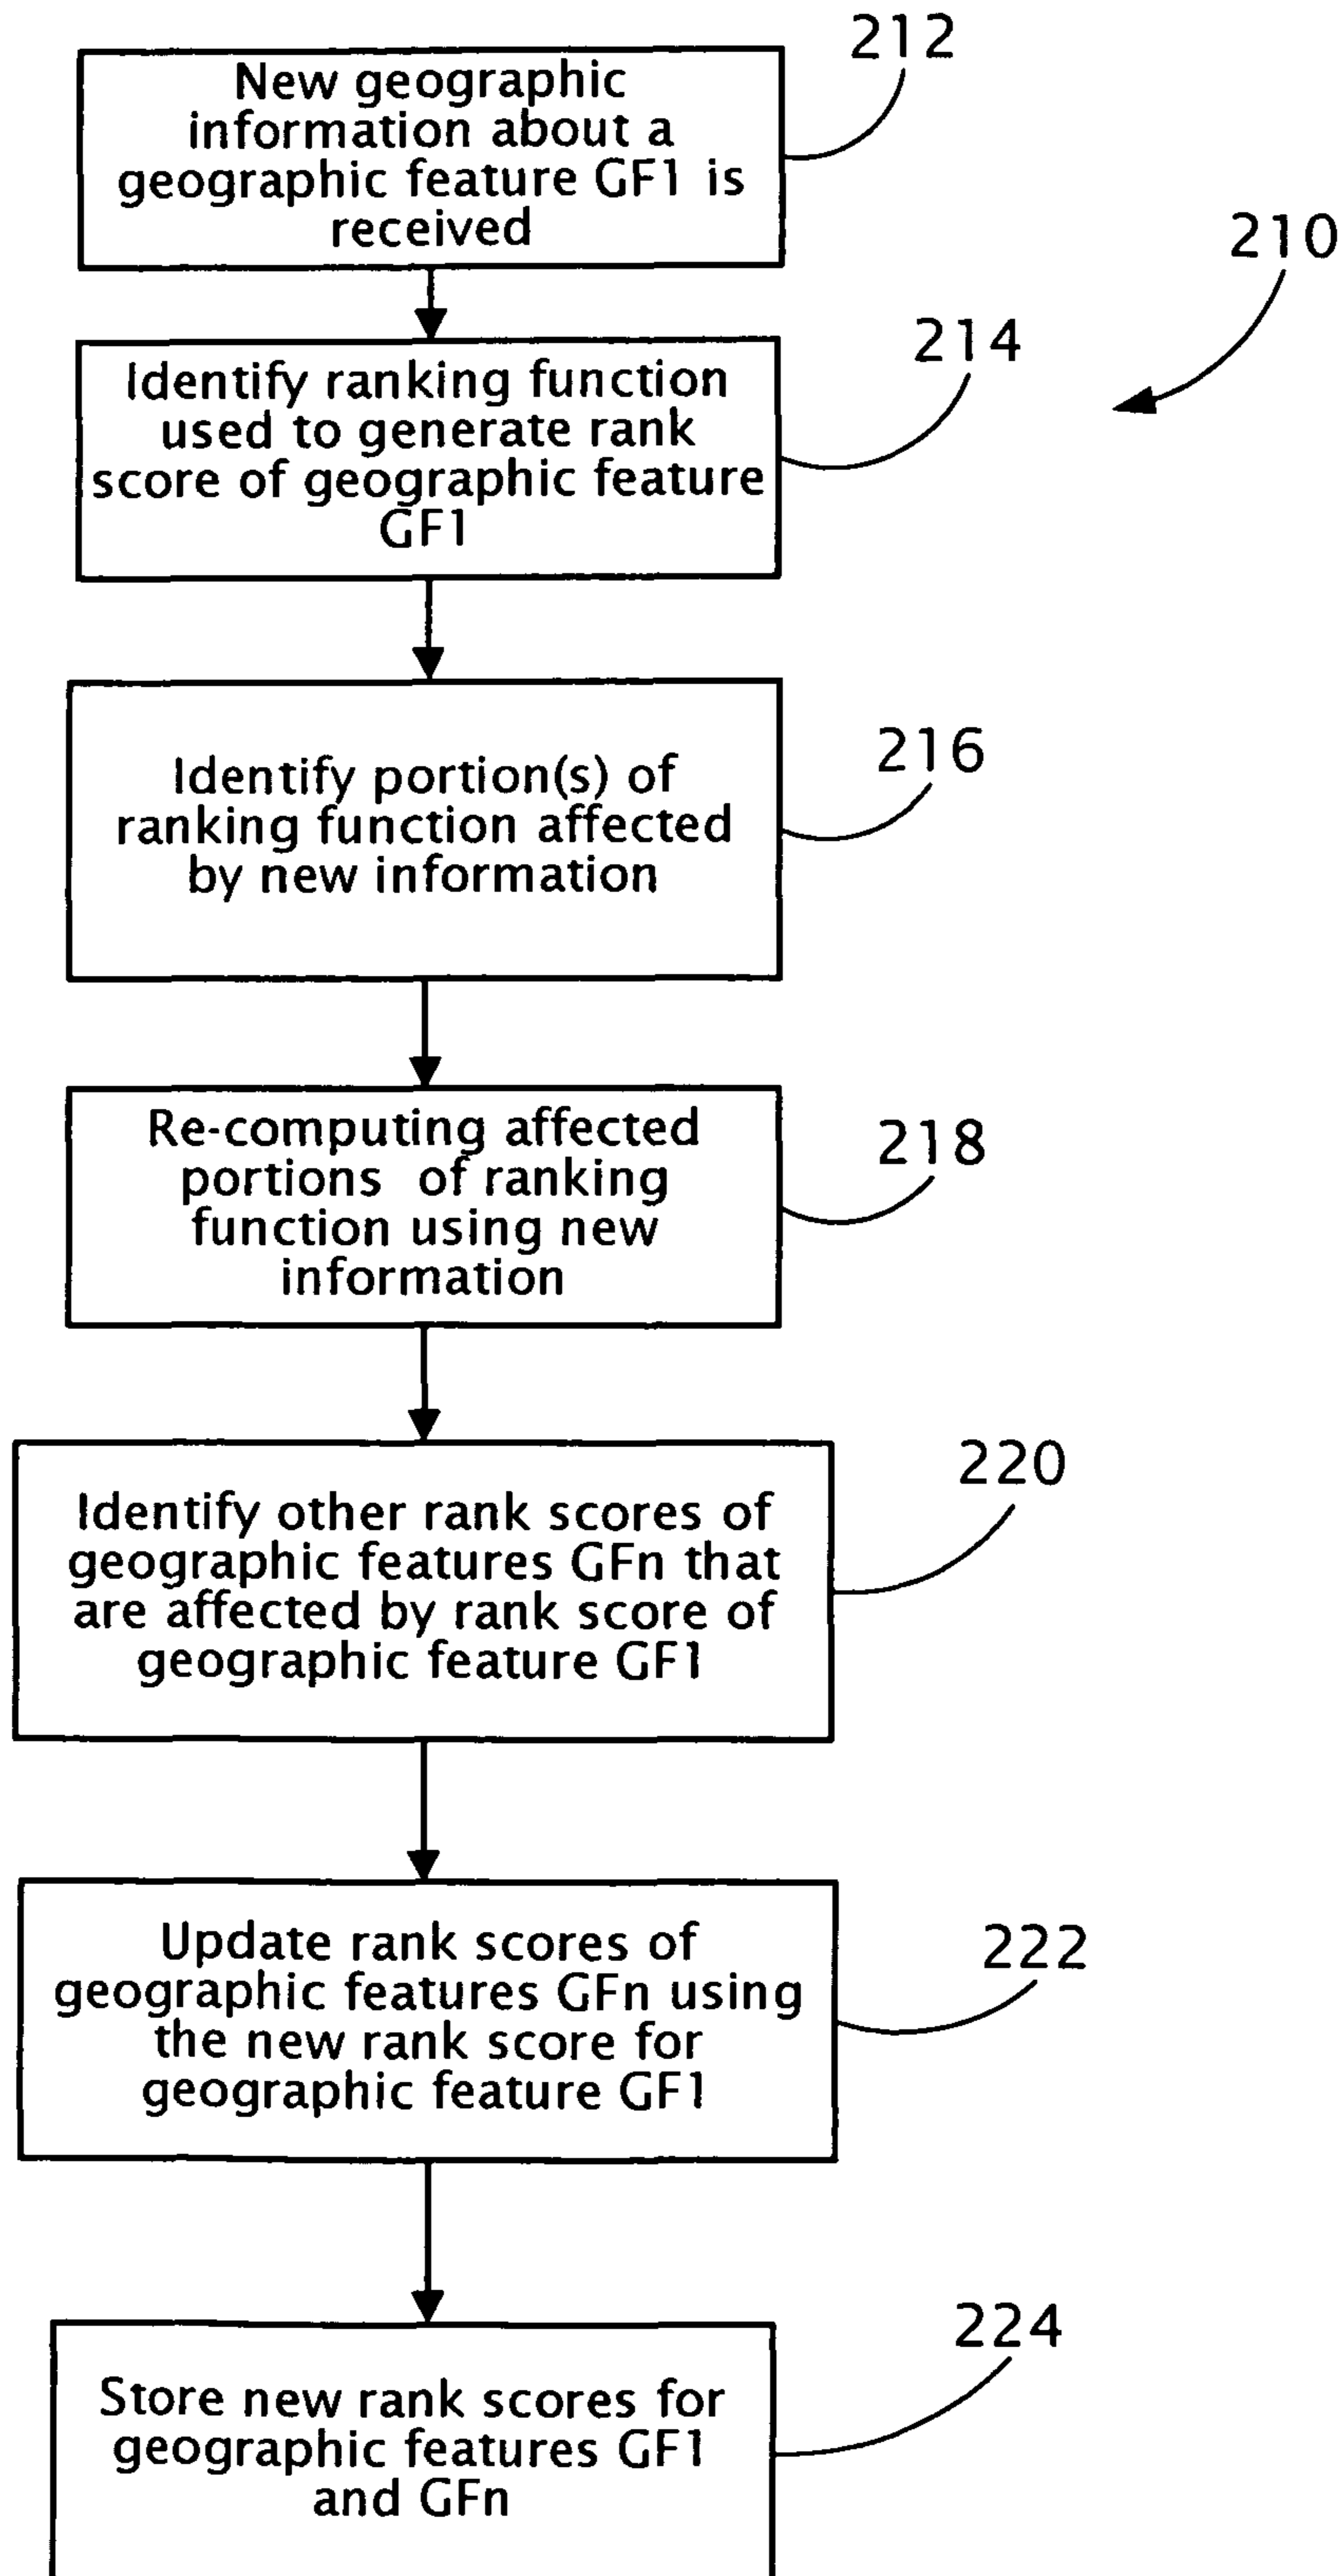 212
New geographic
information about a
geographic feature GF1 is
received
210
214
Identify ranking function
used to generate rank
score of geographic feature
GF1
216
Identify portion(s) of
ranking function affected
by new information
218
Re-computing affected
portions of ranking
function using new
information
220
Identify other rank scores of
geographic features GFn that
are affected by rank score of
geographic feature GF1
222
Update rank scores of
geographic features GFn using
the new rank score for
geographic feature GF1
224
Store new rank scores for
geographic features GF1
and GFn